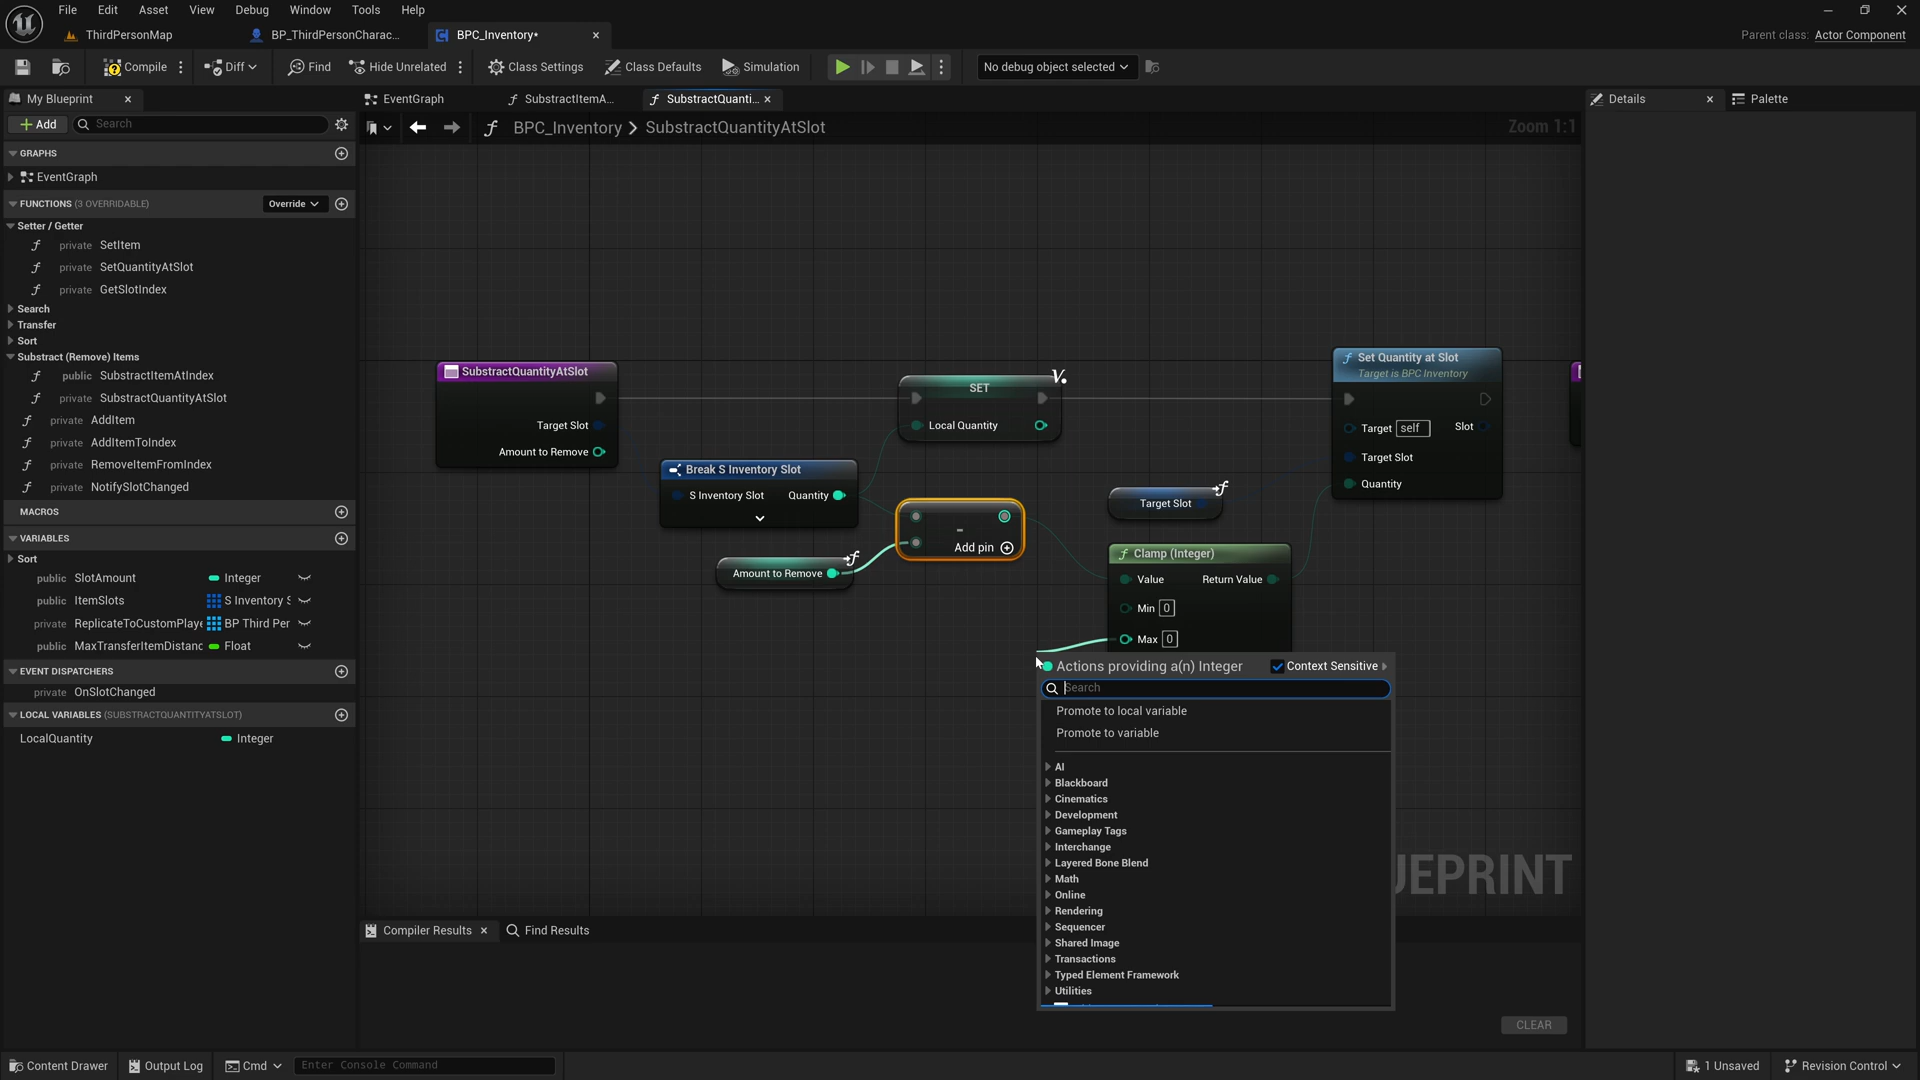 File Edit Asset View Debug Window Tools Help
ThirdPersonMap
BP_ThirdPersonCharac...
BPC_Inventory*
Parent class: Actor Component
Compile
Diff
Find
Hide Unrelated
Class Settings
Class Defaults
Simulation
No debug object selected
My Blueprint
EventGraph
SubstractItemA...
SubstractQuanti...
Details
Palette
Add
Search
BPC_Inventory > SubstractQuantityAtSlot
Zoom 1:1
GRAPHS
EventGraph
FUNCTIONS (3 OVERRIDABLE)
Override
Setter / Getter
private SetItem
private SetQuantityAtSlot
private GetSlotIndex
Search
Transfer
Sort
Substract (Remove) Items
public SubstractItemAtIndex
private SubstractQuantityAtSlot
private AddItem
private AddItemToIndex
private RemoveItemFromIndex
private NotifySlotChanged
MACROS
VARIABLES
Sort
public SlotAmount Integer
public ItemSlots S Inventory S
private ReplicateToCustomPlaye BP Third Per
public MaxTransferItemDistanc Float
EVENT DISPATCHERS
private OnSlotChanged
LOCAL VARIABLES (SUBSTRACTQUANTITYATSLOT)
LocalQuantity Integer
SubstractQuantityAtSlot
Target Slot
Amount to Remove
SET
Local Quantity
Break S Inventory Slot
S Inventory Slot Quantity
Amount to Remove
-
Add pin
Target Slot
Set Quantity at Slot
Target is BPC Inventory
Target self Slot
Target Slot
Quantity
Clamp (Integer)
Value Return Value
Min 0
Max 0
Actions providing a(n) Integer
Context Sensitive
Search
Promote to local variable
Promote to variable
AI
Blackboard
Cinematics
Development
Gameplay Tags
Interchange
Layered Bone Blend
Math
Online
Rendering
Sequencer
Shared Image
Transactions
Typed Element Framework
Utilities
UEPRINT
Compiler Results
Find Results
CLEAR
Content Drawer
Output Log
Cmd
Enter Console Command
1 Unsaved
Revision Control